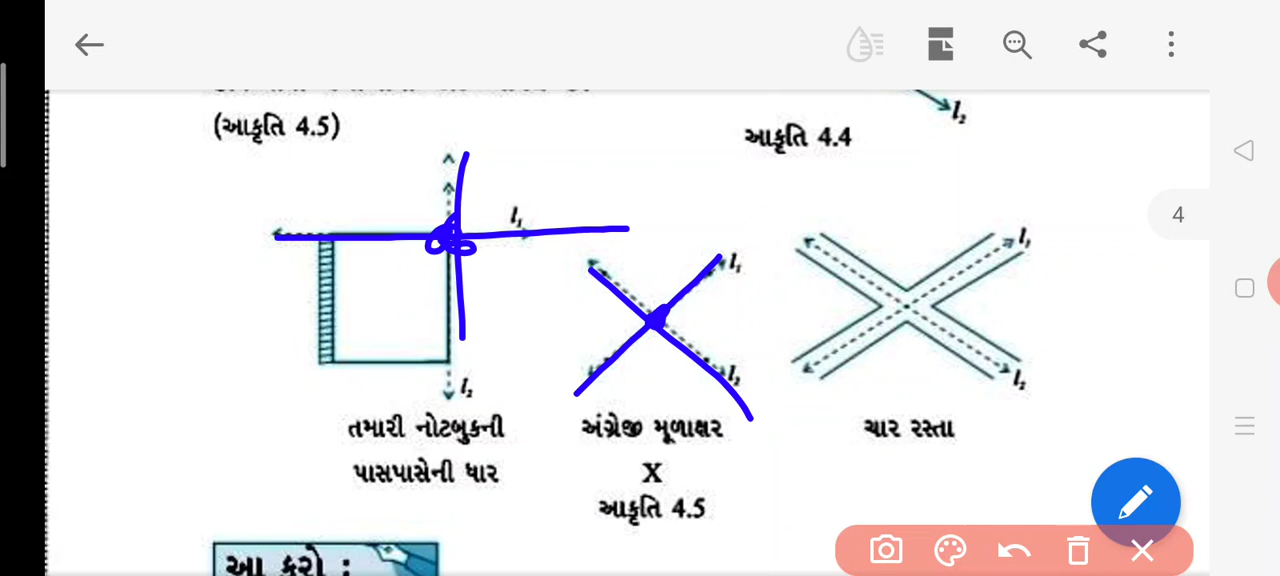 (આકૃતિ 4.5)
l₂
આકૃતિ 4.4
4
l₁
l₂
l₁
l₂
l₁
l₂
તમારી નોટબુકની
પાસપાસેની ધાર
અંગ્રેજી મૂળાક્ષર
X
ચાર રસ્તા
આકૃતિ 4.5
આ કરો :